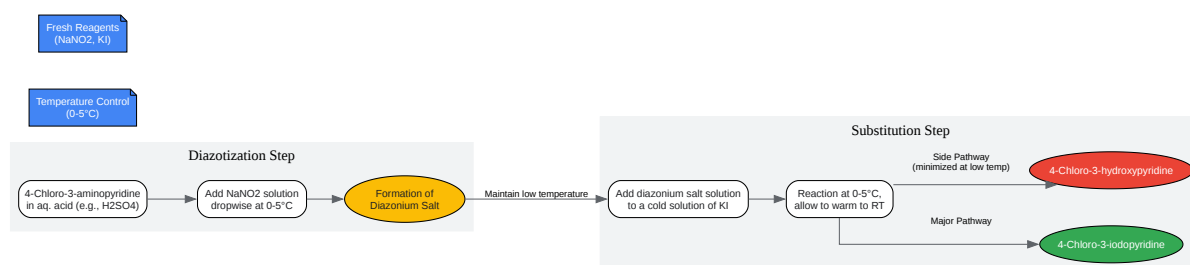 Fresh Reagents
(NaNO2, KI)
Temperature Control
(0-5°C)
Diazotization Step
4-Chloro-3-aminopyridine
in aq. acid (e.g., H2SO4)
Add NaNO2 solution
dropwise at 0-5°C
Formation of
Diazonium Salt
Maintain low temperature
Substitution Step
Add diazonium salt solution
to a cold solution of KI
Reaction at 0-5°C,
allow to warm to RT
Side Pathway
(minimized at low temp)
4-Chloro-3-hydroxypyridine
Major Pathway
4-Chloro-3-iodopyridine